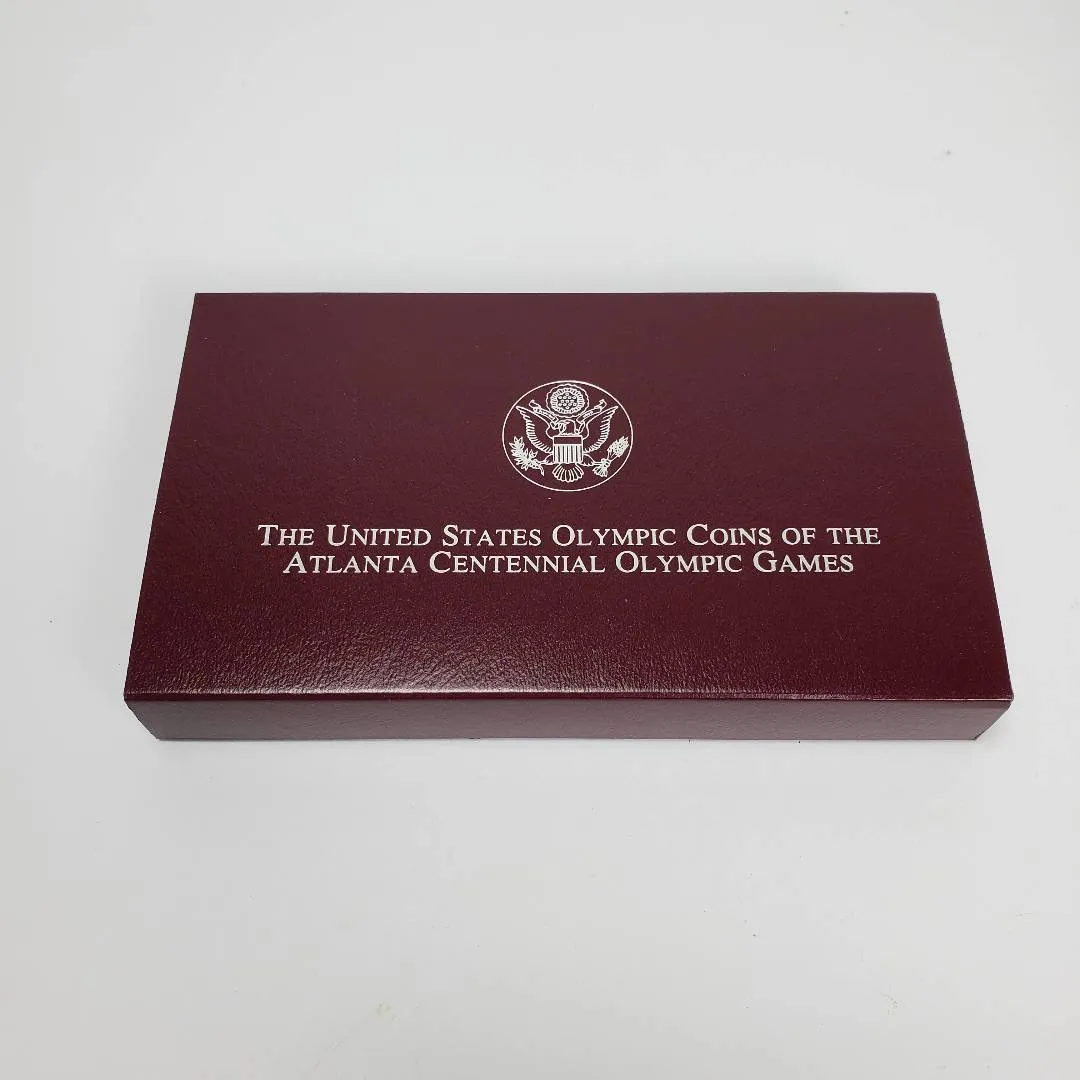 THE UNITED STATES OLYMPIC COINS OF THE
ATLANTA CENTENNIAL OLYMPIC GAMES